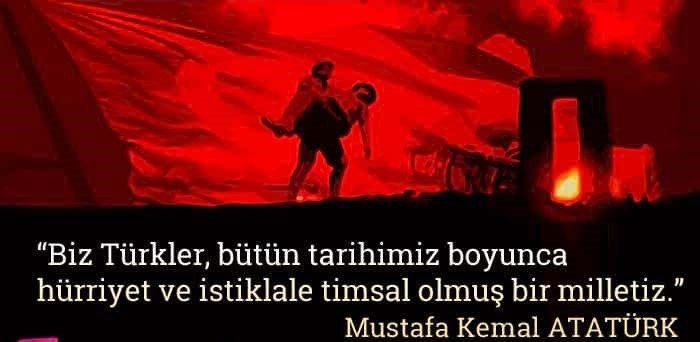 “Biz Türkler, bütün tarihimiz boyunca
hürriyet ve istiklale timsal olmuş bir milletiz.”
Mustafa Kemal ATATÜRK